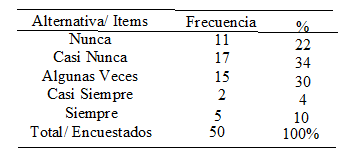 Alternativa/ Items Frecuencia %
Nunca 11 22
Casi Nunca 17 34
Algunas Veces 15 30
Casi Siempre 2 4
Siempre 5 10
Total/ Encuestados 50 100%